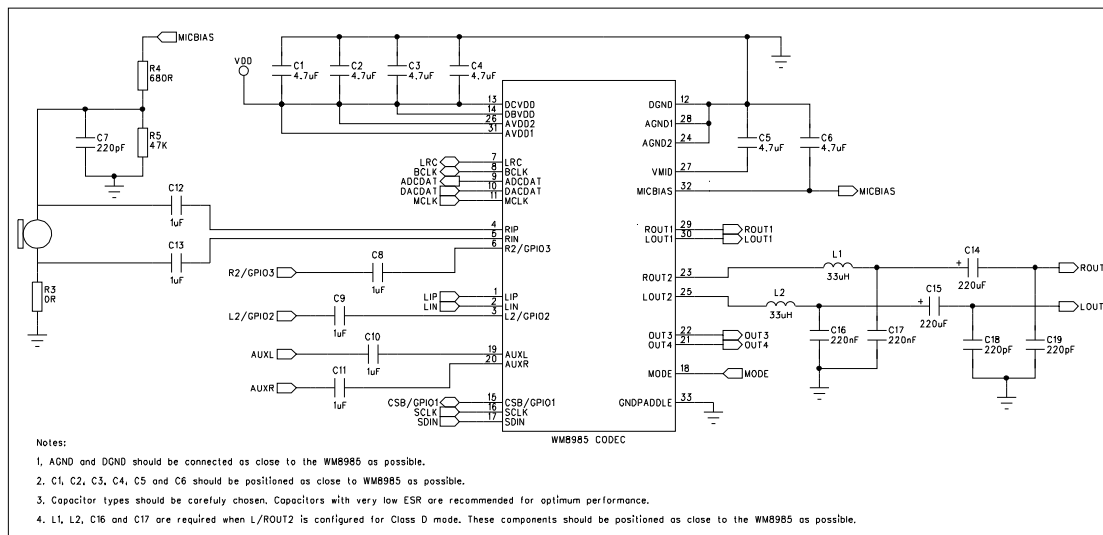 MICBIAS
R4
680R
C7
220pF
R5
47K
VDD
C1
4.7uF
C2
4.7uF
C3
4.7uF
C4
4.7uF
C12
1uF
C13
1uF
R3
0R
R2/GPIO3
C8
1uF
L2/GPIO2
C9
1uF
AUXL
C10
1uF
AUXR
C11
1uF
LRC
BCLK
ADCDAT
DACDAT
MCLK
LIP
LIN
CSB/GPIO1
SCLK
SDIN
13 DCVDD
14 DBVDD
26 AVDD2
31 AVDD1
7 LRC
8 BCLK
9 ADCDAT
10 DACDAT
11 MCLK
4 RIP
5 RIN
6 R2/GPIO3
1 LIP
2 LIN
3 L2/GPIO2
19 AUXL
20 AUXR
15 CSB/GPIO1
16 SCLK
17 SDIN
DGND 12
AGND1 28
AGND2 24
VMID 27
MICBIAS 32
ROUT1 29
LOUT1 30
ROUT2 23
LOUT2 25
OUT3 22
OUT4 21
MODE 18
GNDPADDLE 33
WM8985 CODEC
C5
4.7uF
C6
4.7uF
MICBIAS
ROUT1
LOUT1
L1
33uH
L2
33uH
+ C14
220uF
+ C15
220uF
ROUT
LOUT
C16
220nF
C17
220nF
C18
220pF
C19
220pF
OUT3
OUT4
MODE
Notes:
1. AGND and DGND should be connected as close to the WM8985 as possible.
2. C1, C2, C3, C4, C5 and C6 should be positioned as close to WM8985 as possible.
3. Capacitor types should be carefuly chosen. Capacitors with very low ESR are recommended for optimum performance.
4. L1, L2, C16 and C17 are required when L/ROUT2 is configured for Class D mode. These components should be positioned as close to the WM8985 as possible.